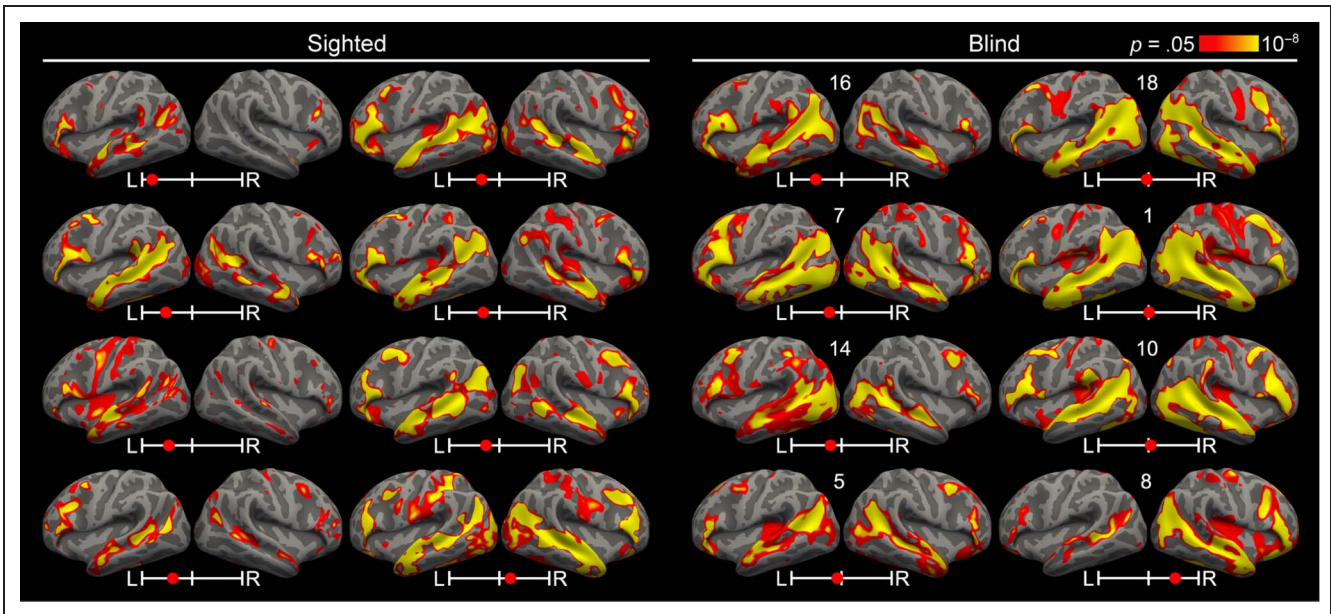 Sighted
Blind
p = .05 10⁻⁸
16 18
L R L R L R L R
7 1
L R L R L R L R
14 10
L R L R L R L R
5 8
L R L R L R L R